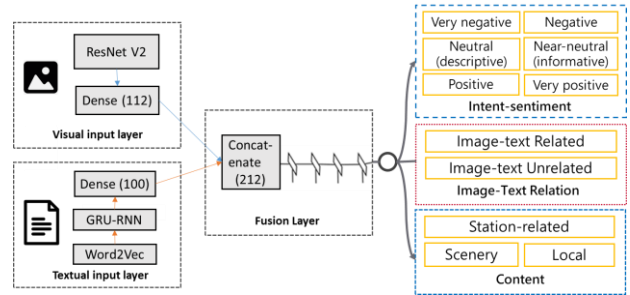 ResNet V2
Dense (112)
Visual input layer
Dense (100)
GRU-RNN
Word2Vec
Textual input layer
Concat-
enate
(212)
Fusion Layer
Very negative
Negative
Neutral
(descriptive)
Near-neutral
(informative)
Positive
Very positive
Intent-sentiment
Image-text Related
Image-text Unrelated
Image-Text Relation
Station-related
Scenery
Local
Content